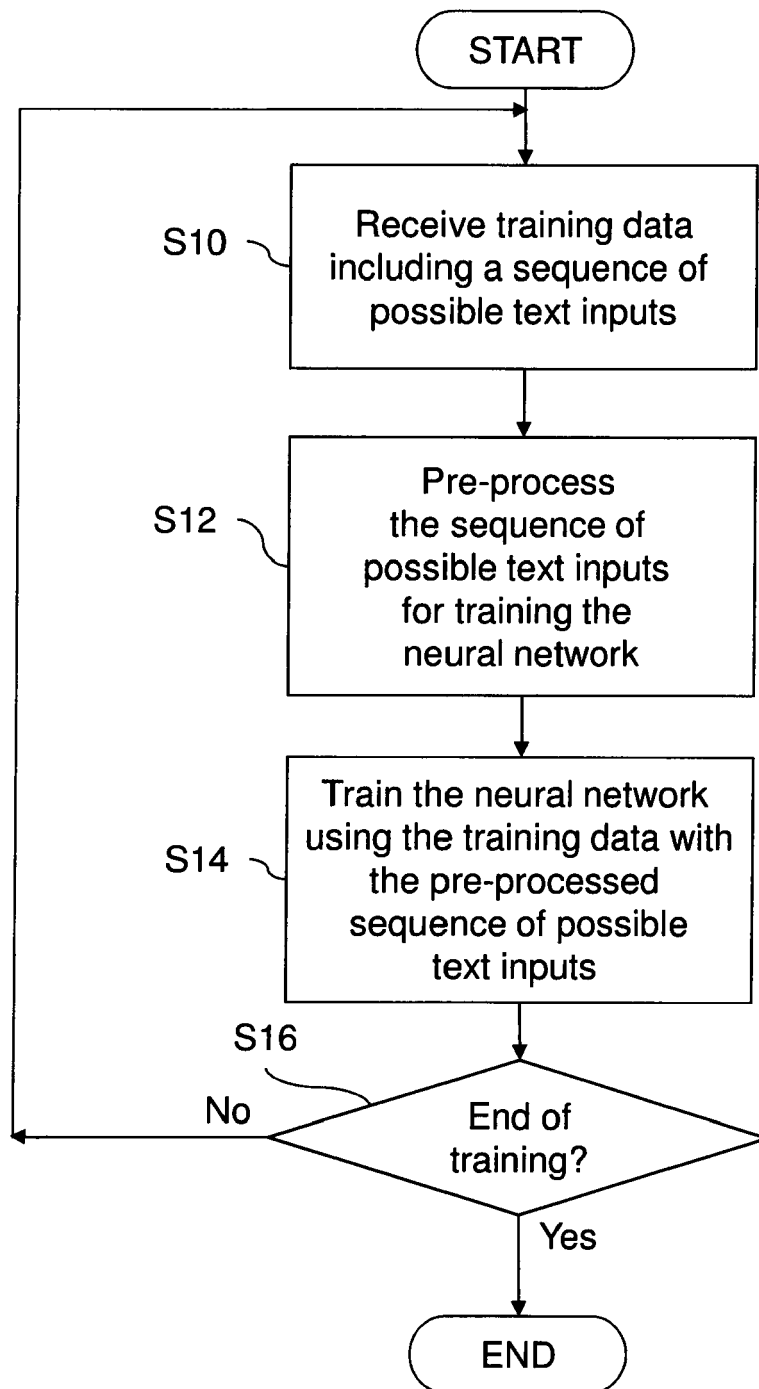 START
S10
Receive training data
including a sequence of
possible text inputs
S12
Pre-process
the sequence of
possible text inputs
for training the
neural network
S14
Train the neural network
using the training data with
the pre-processed
sequence of possible
text inputs
S16
No
End of
training?
Yes
END